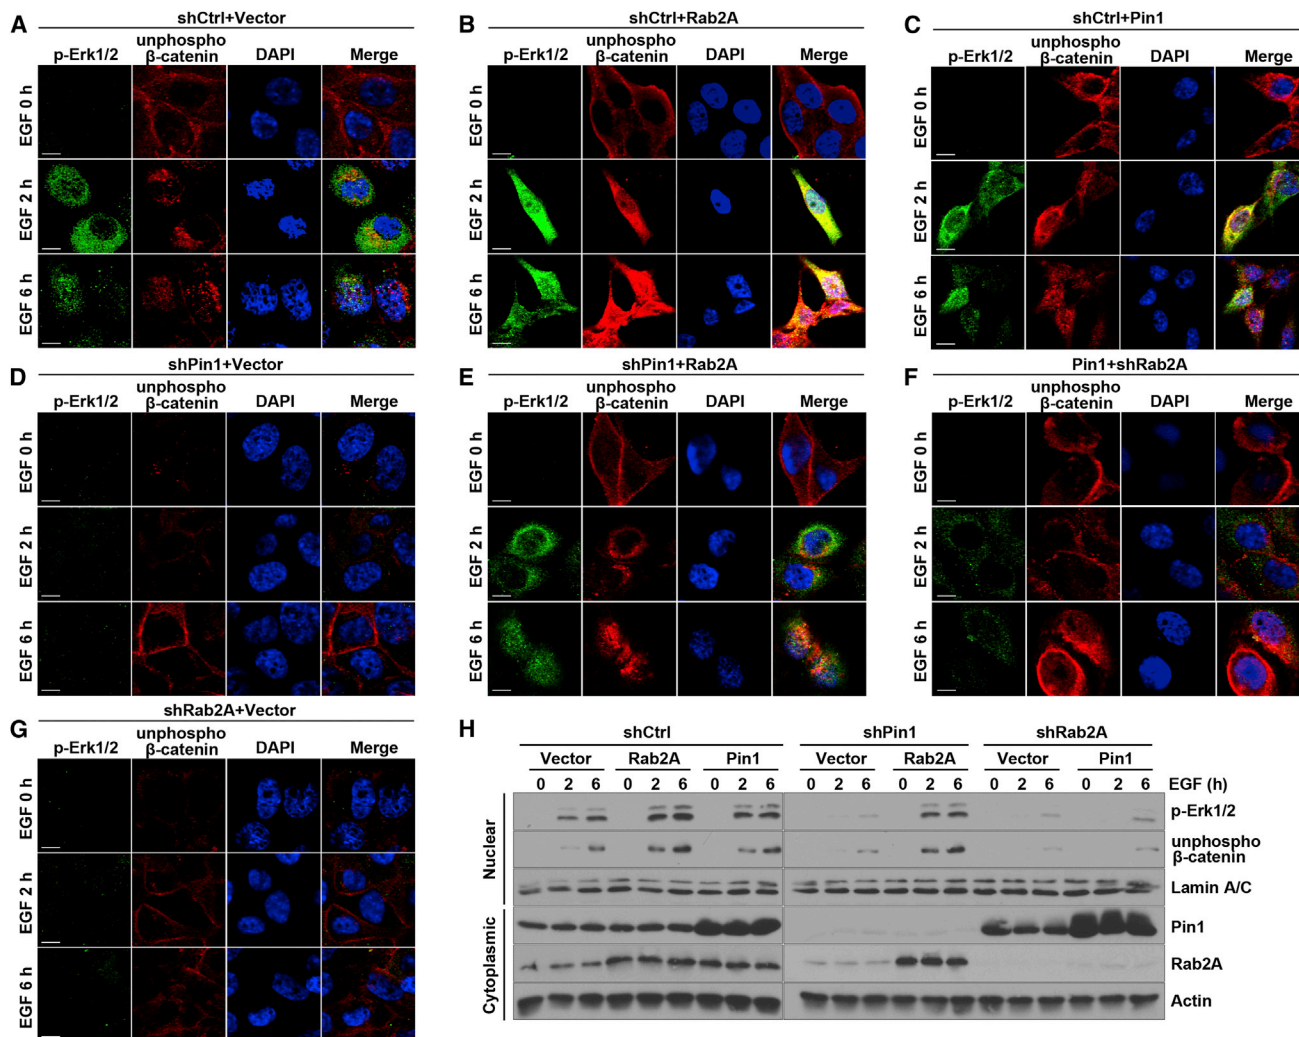 A
shCtrl+Vector
p-Erk1/2
unphospho
β-catenin
DAPI
Merge
EGF 0 h
EGF 2 h
EGF 6 h
B
shCtrl+Rab2A
p-Erk1/2
unphospho
β-catenin
DAPI
Merge
EGF 0 h
EGF 2 h
EGF 6 h
C
shCtrl+Pin1
p-Erk1/2
unphospho
β-catenin
DAPI
Merge
EGF 0 h
EGF 2 h
EGF 6 h
D
shPin1+Vector
p-Erk1/2
unphospho
β-catenin
DAPI
Merge
EGF 0 h
EGF 2 h
EGF 6 h
E
shPin1+Rab2A
p-Erk1/2
unphospho
β-catenin
DAPI
Merge
EGF 0 h
EGF 2 h
EGF 6 h
F
Pin1+shRab2A
p-Erk1/2
unphospho
β-catenin
DAPI
Merge
EGF 0 h
EGF 2 h
EGF 6 h
G
shRab2A+Vector
p-Erk1/2
unphospho
β-catenin
DAPI
Merge
EGF 0 h
EGF 2 h
EGF 6 h
H
shCtrl shPin1 shRab2A
Vector Rab2A Pin1 Vector Rab2A Vector Pin1
0 2 6 0 2 6 0 2 6 0 2 6 0 2 6 0 2 6 0 2 6 EGF (h)
Nuclear
p-Erk1/2
unphospho
β-catenin
Lamin A/C
Cytoplasmic
Pin1
Rab2A
Actin